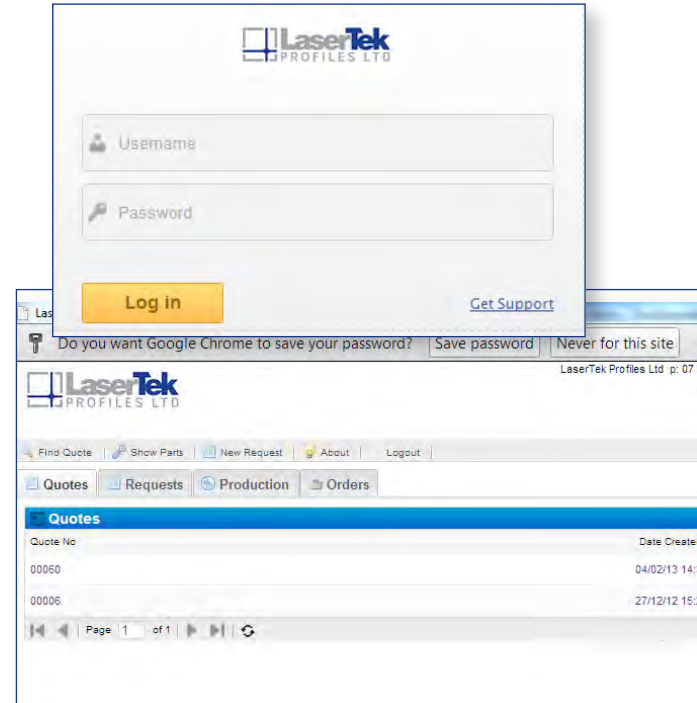 LaserTek
PROFILES LTD
Username
Password
Log in
Get Support
Las
Do you want Google Chrome to save your password? Save password Never for this site
LaserTek Profiles Ltd p: 07
LaserTek
PROFILES LTD
Find Quote Show Parts New Request About Logout
Quotes Requests Production Orders
Quotes
Quote No Date Create
00060 04/02/13 14:
00006 27/12/12 15:
Page 1 of 1